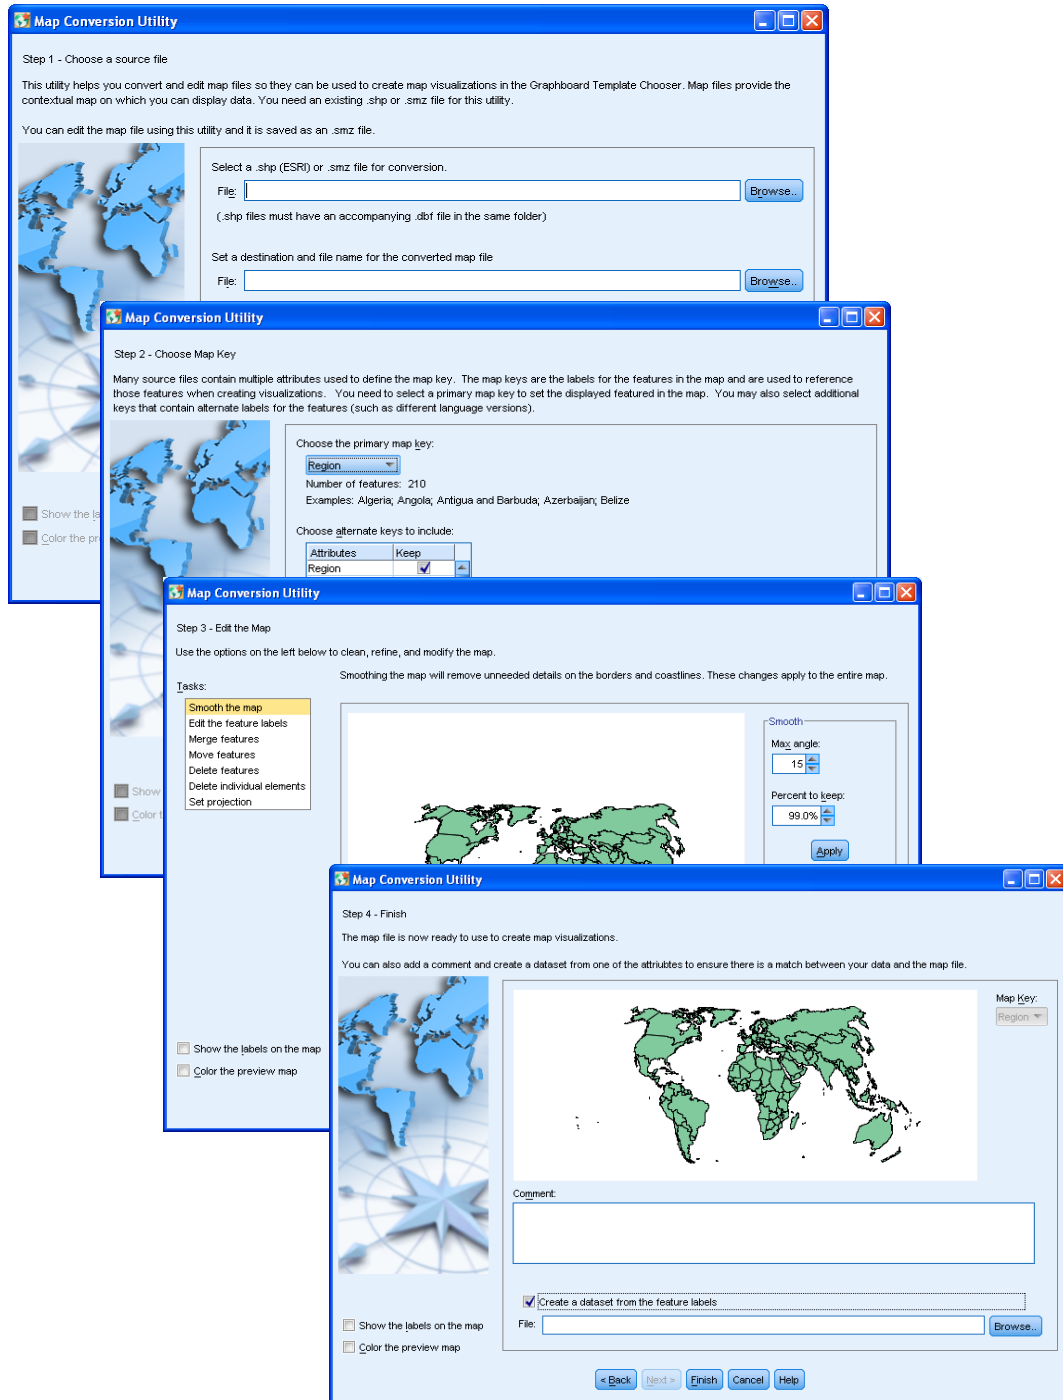 Map Conversion Utility
Step 1 - Choose a source file
This utility helps you convert and edit map files so they can be used to create map visualizations in the Graphboard Template Chooser. Map files provide the
contextual map on which you can display data. You need an existing .shp or .smz file for this utility.
You can edit the map file using this utility and it is saved as an .smz file.
Select a .shp (ESRI) or .smz file for conversion.
File:
Browse..
(.shp files must have an accompanying .dbf file in the same folder)
Set a destination and file name for the converted map file
File:
Browse..
Show the la
Color the pr
Map Conversion Utility
Step 2 - Choose Map Key
Many source files contain multiple attributes used to define the map key. The map keys are the labels for the features in the map and are used to reference
those features when creating visualizations. You need to select a primary map key to set the displayed featured in the map. You may also select additional
keys that contain alternate labels for the features (such as different language versions).
Choose the primary map key:
Region
Number of features: 210
Examples: Algeria; Angola; Antigua and Barbuda; Azerbaijan; Belize
Choose alternate keys to include:
Attributes Keep
Region
Show
Color t
Map Conversion Utility
Step 3 - Edit the Map
Use the options on the left below to clean, refine, and modify the map.
Smoothing the map will remove unneeded details on the borders and coastlines. These changes apply to the entire map.
Tasks:
Smooth the map
Edit the feature labels
Merge features
Move features
Delete features
Delete individual elements
Set projection
Smooth
Max angle:
15
Percent to keep:
99.0%
Apply
Show the labels on the map
Color the preview map
Map Conversion Utility
Step 4 - Finish
The map file is now ready to use to create map visualizations.
You can also add a comment and create a dataset from one of the attriubtes to ensure there is a match between your data and the map file.
Map Key:
Region
Comment:
Create a dataset from the feature labels
File:
Browse..
Show the labels on the map
Color the preview map
< Back Next > Finish Cancel Help